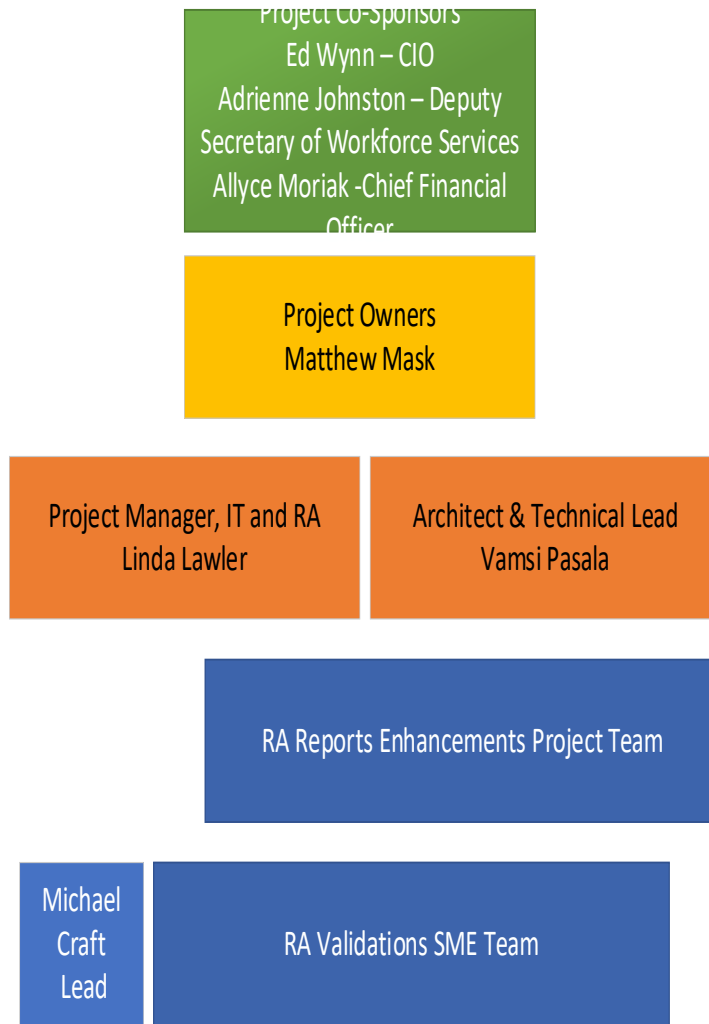 Project Co-Sponsors
Ed Wynn – CIO
Adrienne Johnston – Deputy
Secretary of Workforce Services
Allyce Moriak -Chief Financial
Officer
Project Owners
Matthew Mask
Project Manager, IT and RA
Linda Lawler
Architect & Technical Lead
Vamsi Pasala
RA Reports Enhancements Project Team
Michael
Craft
Lead
RA Validations SME Team